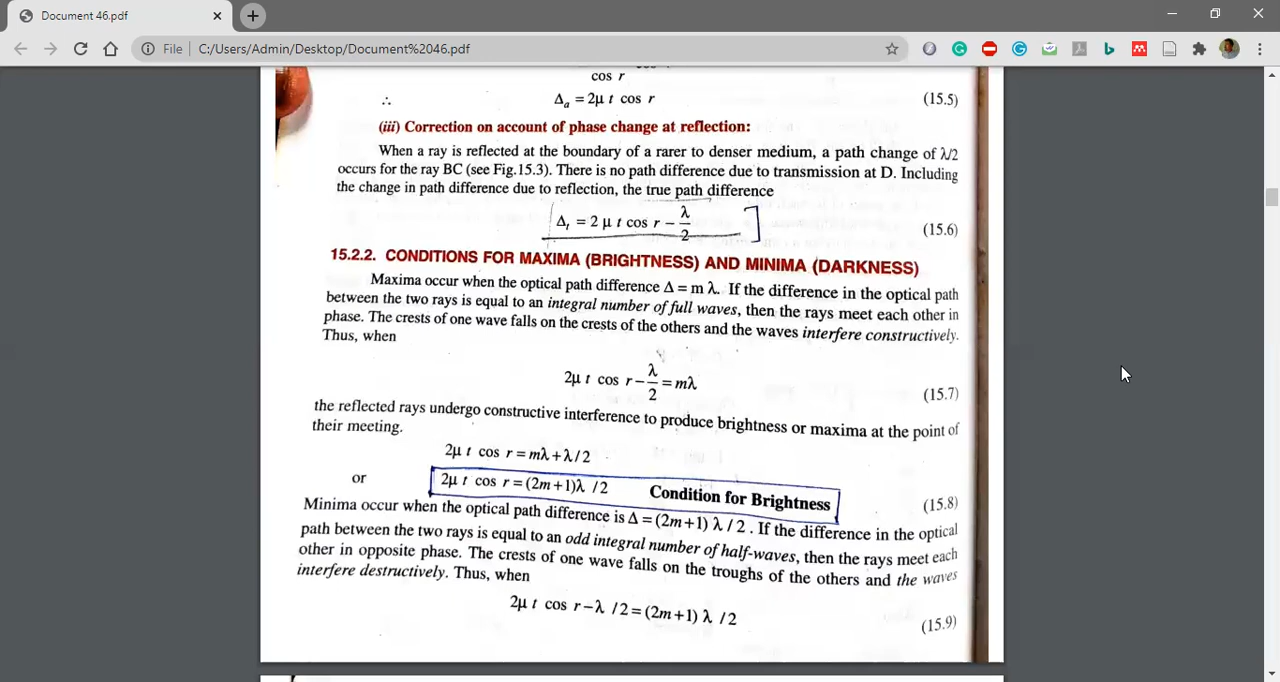 Document 46.pdf
File C:/Users/Admin/Desktop/Document%2046.pdf
cos r
∴ Δa = 2μ t cos r (15.5)
(iii) Correction on account of phase change at reflection:
When a ray is reflected at the boundary of a rarer to denser medium, a path change of λ/2
occurs for the ray BC (see Fig.15.3). There is no path difference due to transmission at D. Including
the change in path difference due to reflection, the true path difference
Δt = 2 μ t cos r − λ/2 (15.6)
15.2.2. CONDITIONS FOR MAXIMA (BRIGHTNESS) AND MINIMA (DARKNESS)
Maxima occur when the optical path difference Δ = m λ. If the difference in the optical path
between the two rays is equal to an integral number of full waves, then the rays meet each other in
phase. The crests of one wave falls on the crests of the others and the waves interfere constructively.
Thus, when
2μ t cos r − λ/2 = mλ (15.7)
the reflected rays undergo constructive interference to produce brightness or maxima at the point of
their meeting.
2μ t cos r = mλ + λ/2
or 2μ t cos r = (2m+1)λ /2 Condition for Brightness (15.8)
Minima occur when the optical path difference is Δ = (2m+1) λ / 2 . If the difference in the optical
path between the two rays is equal to an odd integral number of half-waves, then the rays meet each
other in opposite phase. The crests of one wave falls on the troughs of the others and the waves
interfere destructively. Thus, when
2μ t cos r − λ /2 = (2m+1) λ /2 (15.9)